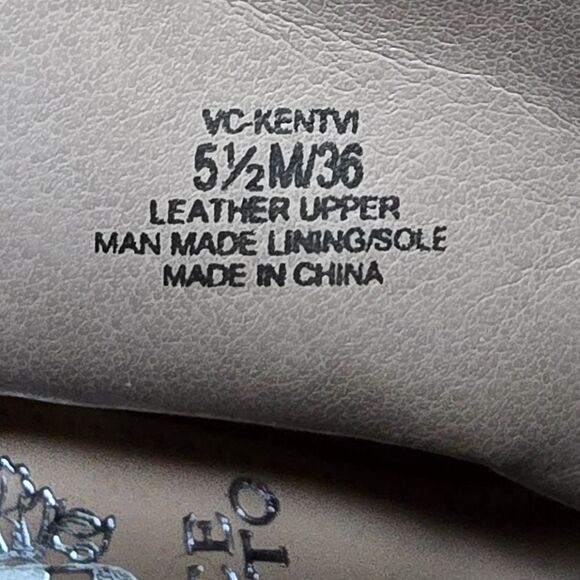 VC-KENTVI
5½M/36
LEATHER UPPER
MAN MADE LINING/SOLE
MADE IN CHINA